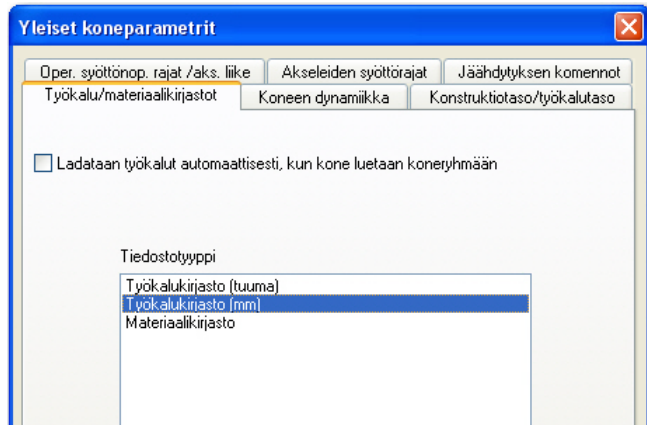 Yleiset koneparametrit
Oper. syöttönop. rajat /aks. liike
Akseleiden syöttörajat
Jäähdytyksen komennot
Työkalu/materiaalikirjastot
Koneen dynamiikka
Konstruktiotaso/työkalutaso
Ladataan työkalut automaattisesti, kun kone luetaan koneryhmään
Tiedostotyyppi
Työkalukirjasto (tuuma)
Työkalukirjasto (mm)
Materiaalikirjasto